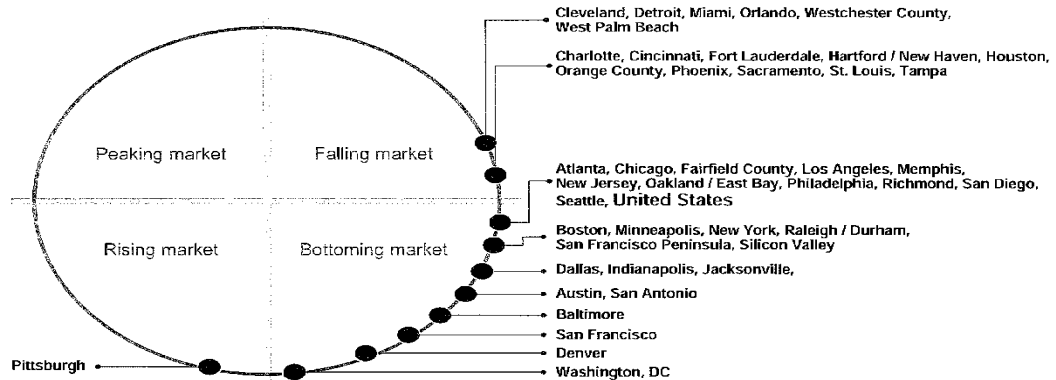 Cleveland, Detroit, Miami, Orlando, Westchester County,
West Palm Beach
Charlotte, Cincinnati, Fort Lauderdale, Hartford / New Haven, Houston,
Orange County, Phoenix, Sacramento, St. Louis, Tampa
Peaking market
Falling market
Atlanta, Chicago, Fairfield County, Los Angeles, Memphis,
New Jersey, Oakland / East Bay, Philadelphia, Richmond, San Diego,
Seattle, United States
Rising market
Bottoming market
Boston, Minneapolis, New York, Raleigh / Durham,
San Francisco Peninsula, Silicon Valley
Dallas, Indianapolis, Jacksonville,
Austin, San Antonio
Baltimore
San Francisco
Denver
Pittsburgh
Washington, DC